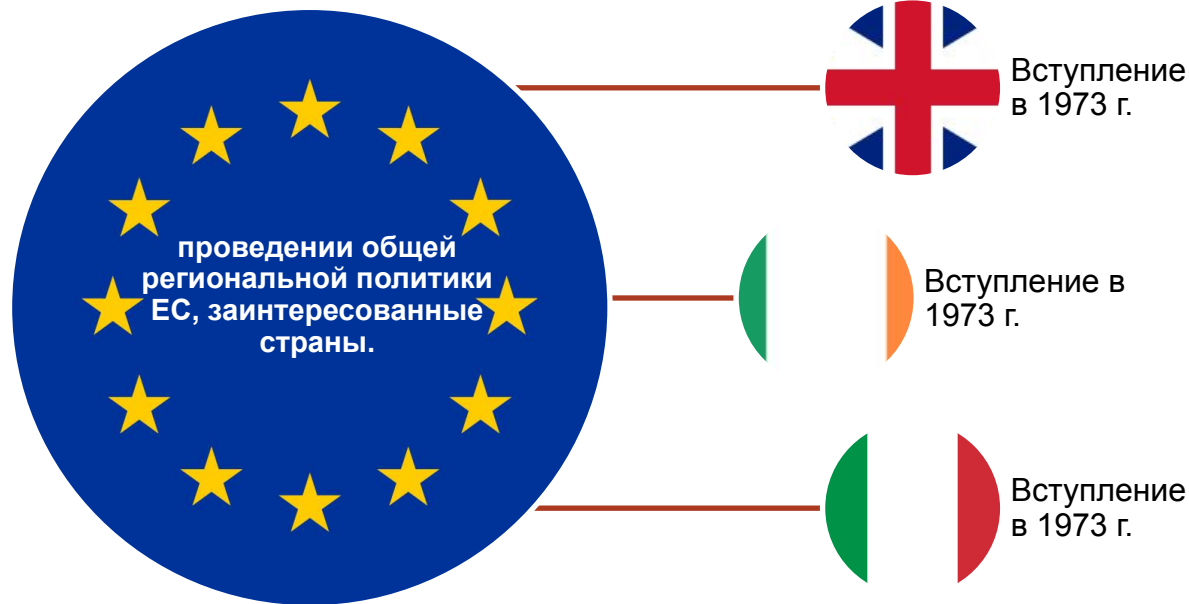 проведении общей
региональной политики
ЕС, заинтересованные
страны.
Вступление
в 1973 г.
Вступление в
1973 г.
Вступление
в 1973 г.